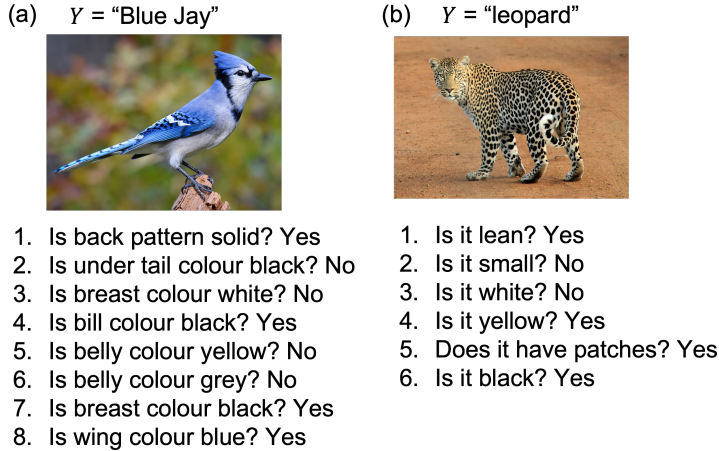 (a) Y = “Blue Jay”
1. Is back pattern solid? Yes
2. Is under tail colour black? No
3. Is breast colour white? No
4. Is bill colour black? Yes
5. Is belly colour yellow? No
6. Is belly colour grey? No
7. Is breast colour black? Yes
8. Is wing colour blue? Yes
(b) Y = “leopard”
1. Is it lean? Yes
2. Is it small? No
3. Is it white? No
4. Is it yellow? Yes
5. Does it have patches? Yes
6. Is it black? Yes